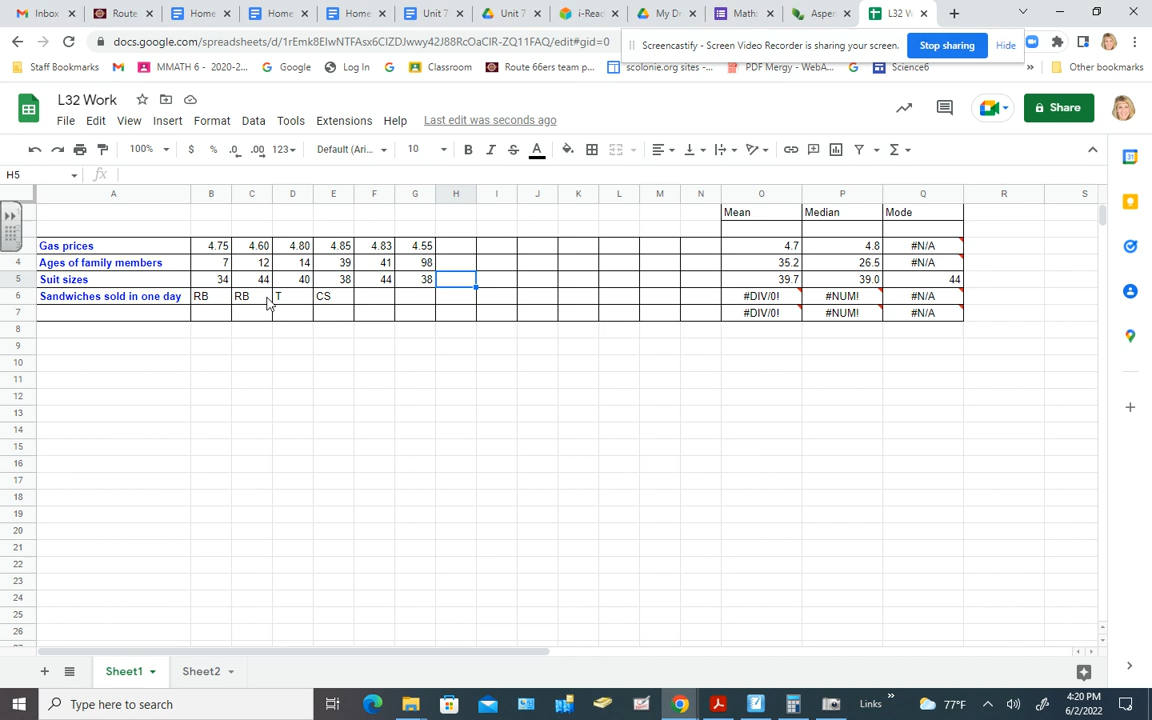 Inbox Route Home Home Home Unit 7 Unit 7 i-Rea My Dr Math: Aspen L32 W
docs.google.com/spreadsheets/d/1rEmk8EIwNTFAsx6ClZDJwwy42J88RcOaClR-ZQ11FAQ/edit#gid=0
Screencastify - Screen Video Recorder is sharing your screen. Stop sharing Hide
Staff Bookmarks MMATH 6 - 2020-2... Google Log In Classroom Route 66ers team p... scolonie.org sites -... PDF Mergy - WebA... Science6 » Other bookmarks
L32 Work
Share
File Edit View Insert Format Data Tools Extensions Help Last edit was seconds ago
100% $ % .0 .00 123 Default (Ari... 10 B I S A
H5 fx
A B C D E F G H I J K L M N O P Q R S
Mean Median Mode
Gas prices 4.75 4.60 4.80 4.85 4.83 4.55 4.7 4.8 #N/A
4 Ages of family members 7 12 14 39 41 98 35.2 26.5 #N/A
5 Suit sizes 34 44 40 38 44 38 39.7 39.0 44
6 Sandwiches sold in one day RB RB T CS #DIV/0! #NUM! #N/A
7 #DIV/0! #NUM! #N/A
8
9
10
11
12
13
14
15
16
17
18
19
20
21
22
23
24
25
26
Sheet1 Sheet2
Type here to search
Links » 77°F
4:20 PM
6/2/2022